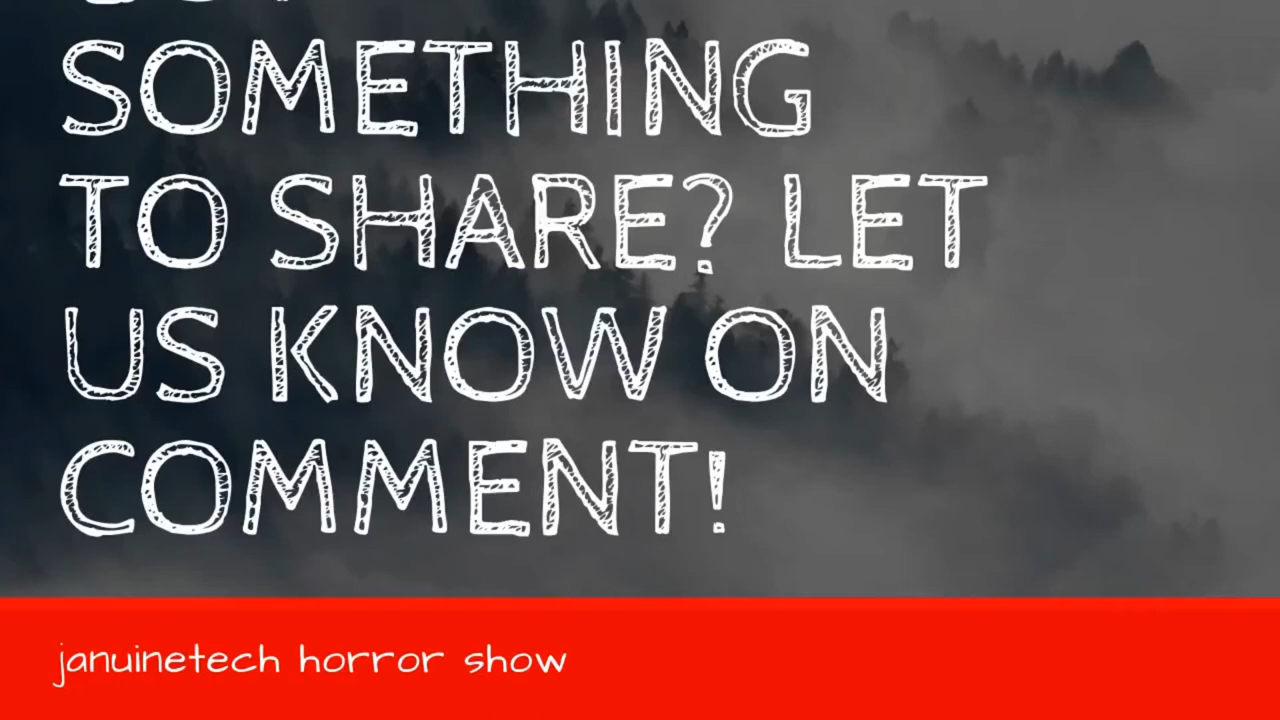 SOMETHING
TO SHARE? LET
US KNOW ON
COMMENT!
januinetech horror show